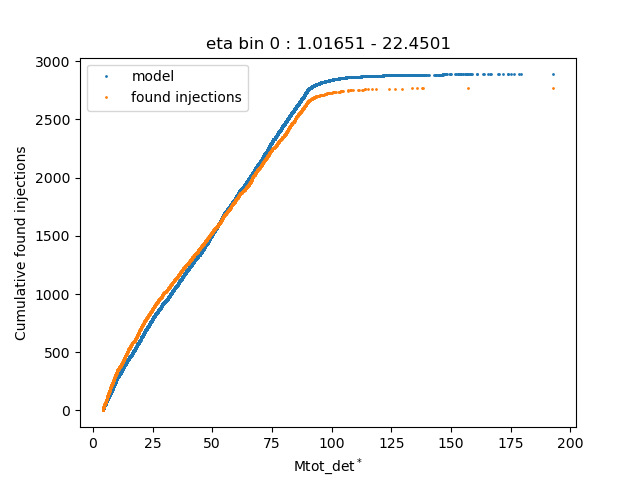 eta bin 0 : 1.01651 - 22.4501
model
found injections
Cumulative found injections
3000
2500
2000
1500
1000
500
0
0 25 50 75 100 125 150 175 200
Mtot_det*